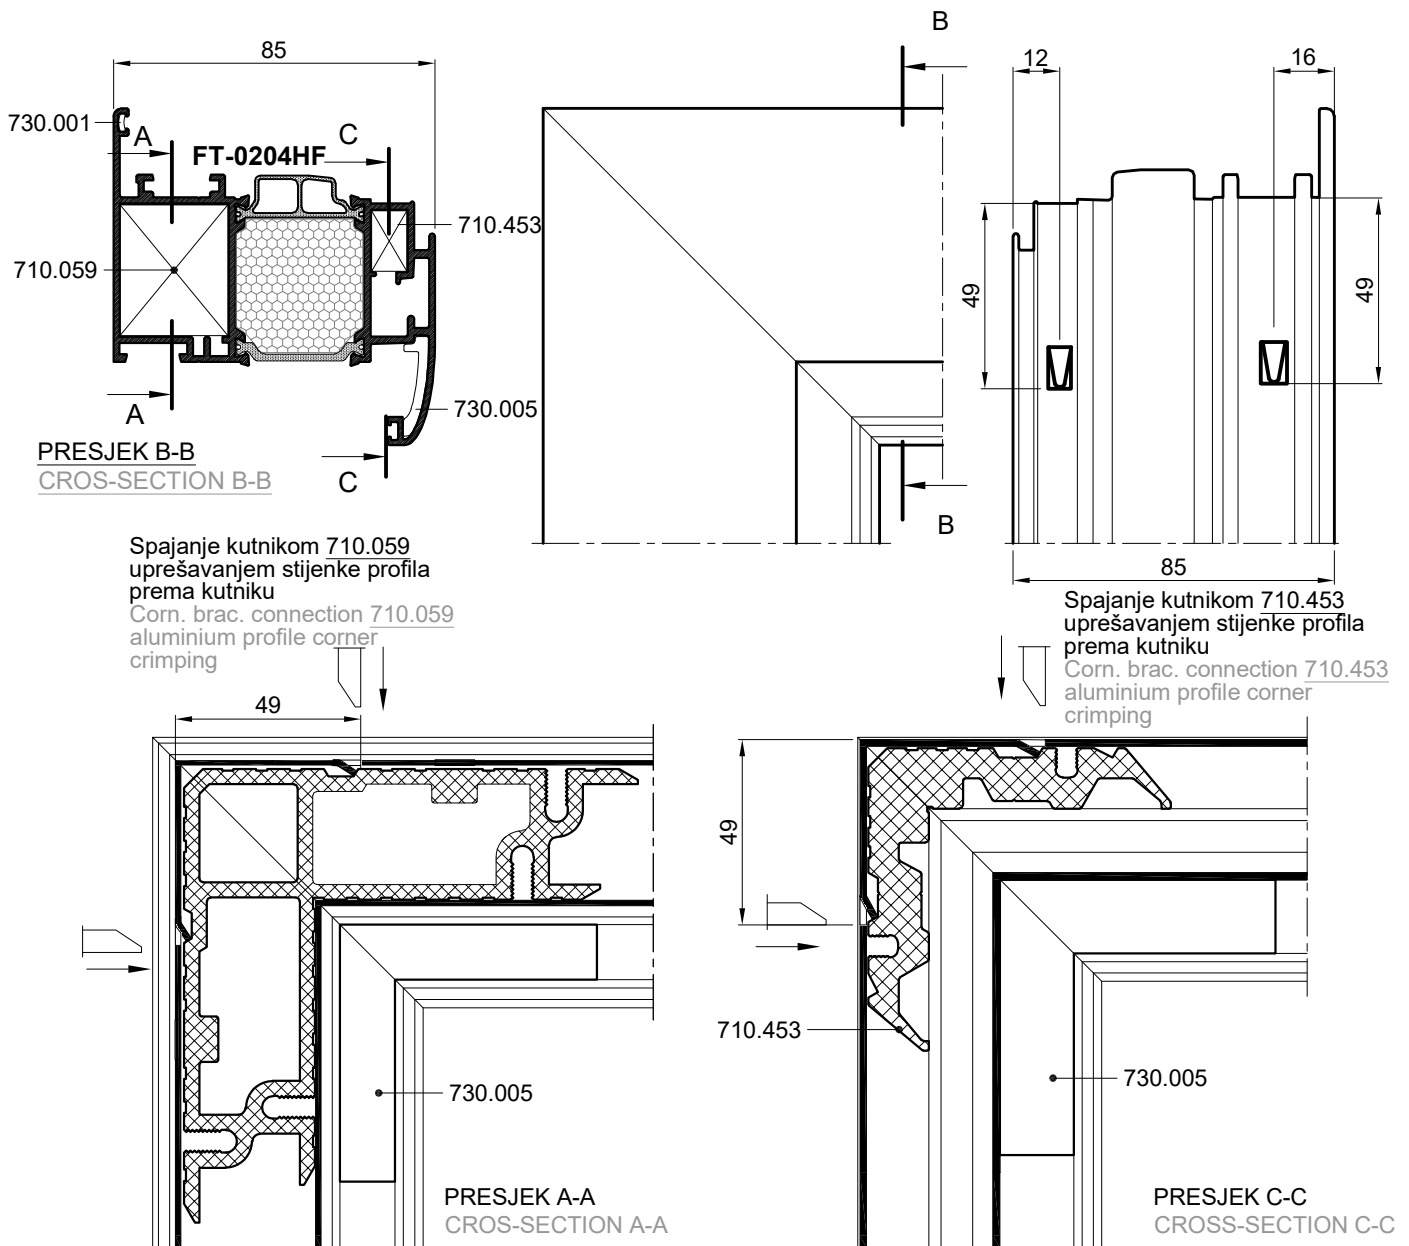 85
B
12
16
730.001
A
C
FT-0204HF
710.453
710.059
49
49
A
730.005
C
B
PRESJEK B-B
CROS-SECTION B-B
85
Spajanje kutnikom 710.059
uprešavanjem stijenke profila
prema kutniku
Corn. brac. connection 710.059
aluminium profile corner
crimping
Spajanje kutnikom 710.453
uprešavanjem stijenke profila
prema kutniku
Corn. brac. connection 710.453
aluminium profile corner
crimping
49
49
710.453
730.005
730.005
PRESJEK A-A
CROS-SECTION A-A
PRESJEK C-C
CROSS-SECTION C-C